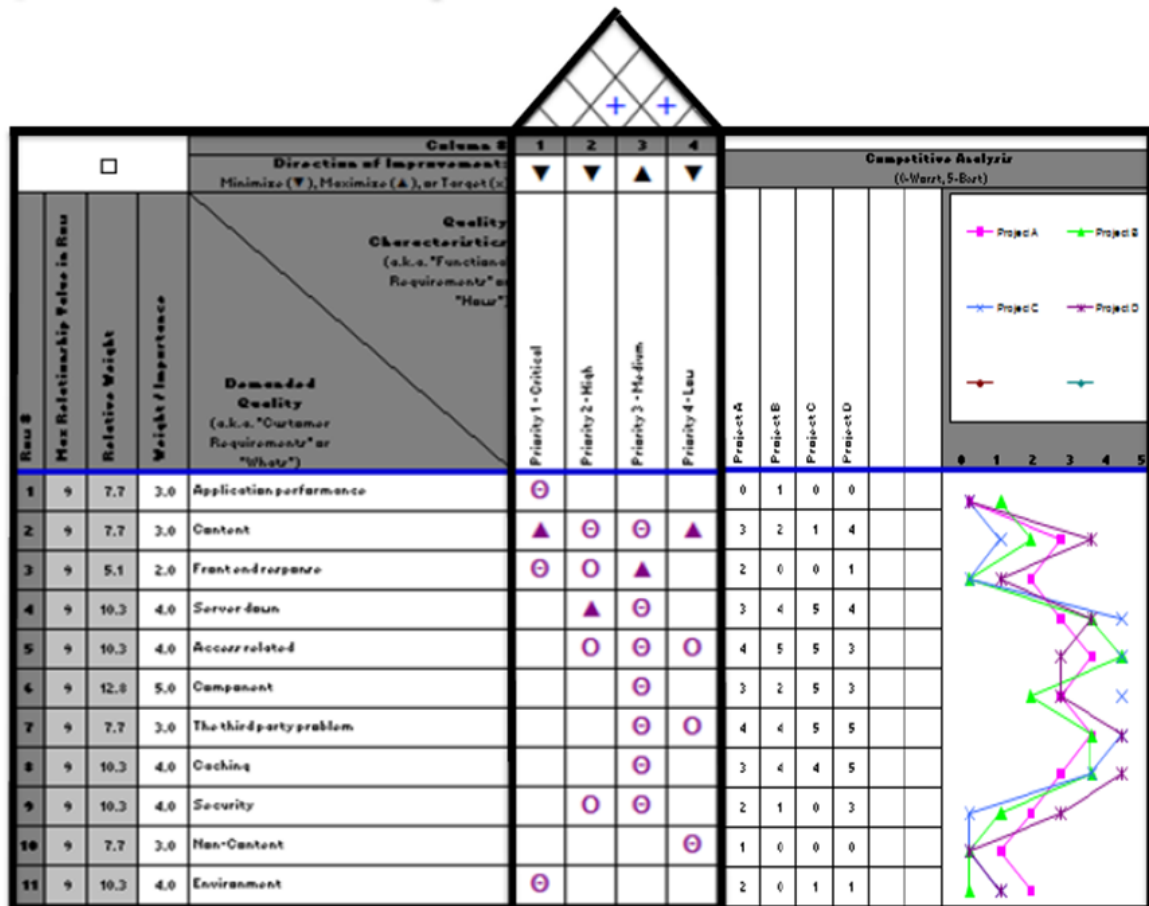 + +
Column # 1 2 3 4
Direction of Improvement:
Minimize (▼), Maximize (▲), or Target (x) ▼ ▼ ▲ ▼
Competitive Analysis
(0-Worst, 5-Best)
Row #
Max Relationship Value in Row
Relative Weight
Weight / Importance
Quality
Characteristics
(a.k.a. "Functional
Requirements" or
"Hows")
Demanded
Quality
(a.k.a. "Customer
Requirements" or
"Whats")
Priority 1 - Critical
Priority 2 - High
Priority 3 - Medium
Priority 4 - Low
Project A
Project B
Project C
Project D
Project A Project B
Project C Project D
0 1 2 3 4 5
1 9 7.7 3.0 Application performance Θ 0 1 0 0
2 9 7.7 3.0 Content ▲ Θ Θ ▲ 3 2 1 4
3 9 5.1 2.0 Front end response Θ O ▲ 2 0 0 1
4 9 10.3 4.0 Server down ▲ Θ 3 4 5 4
5 9 10.3 4.0 Access related O Θ O 4 5 5 3
6 9 12.8 5.0 Component Θ 3 2 5 3
7 9 7.7 3.0 The third party problem Θ O 4 4 5 5
8 9 10.3 4.0 Caching Θ 3 4 4 5
9 9 10.3 4.0 Security O Θ 2 1 0 3
10 9 7.7 3.0 Non-Content Θ 1 0 0 0
11 9 10.3 4.0 Environment Θ 2 0 1 1